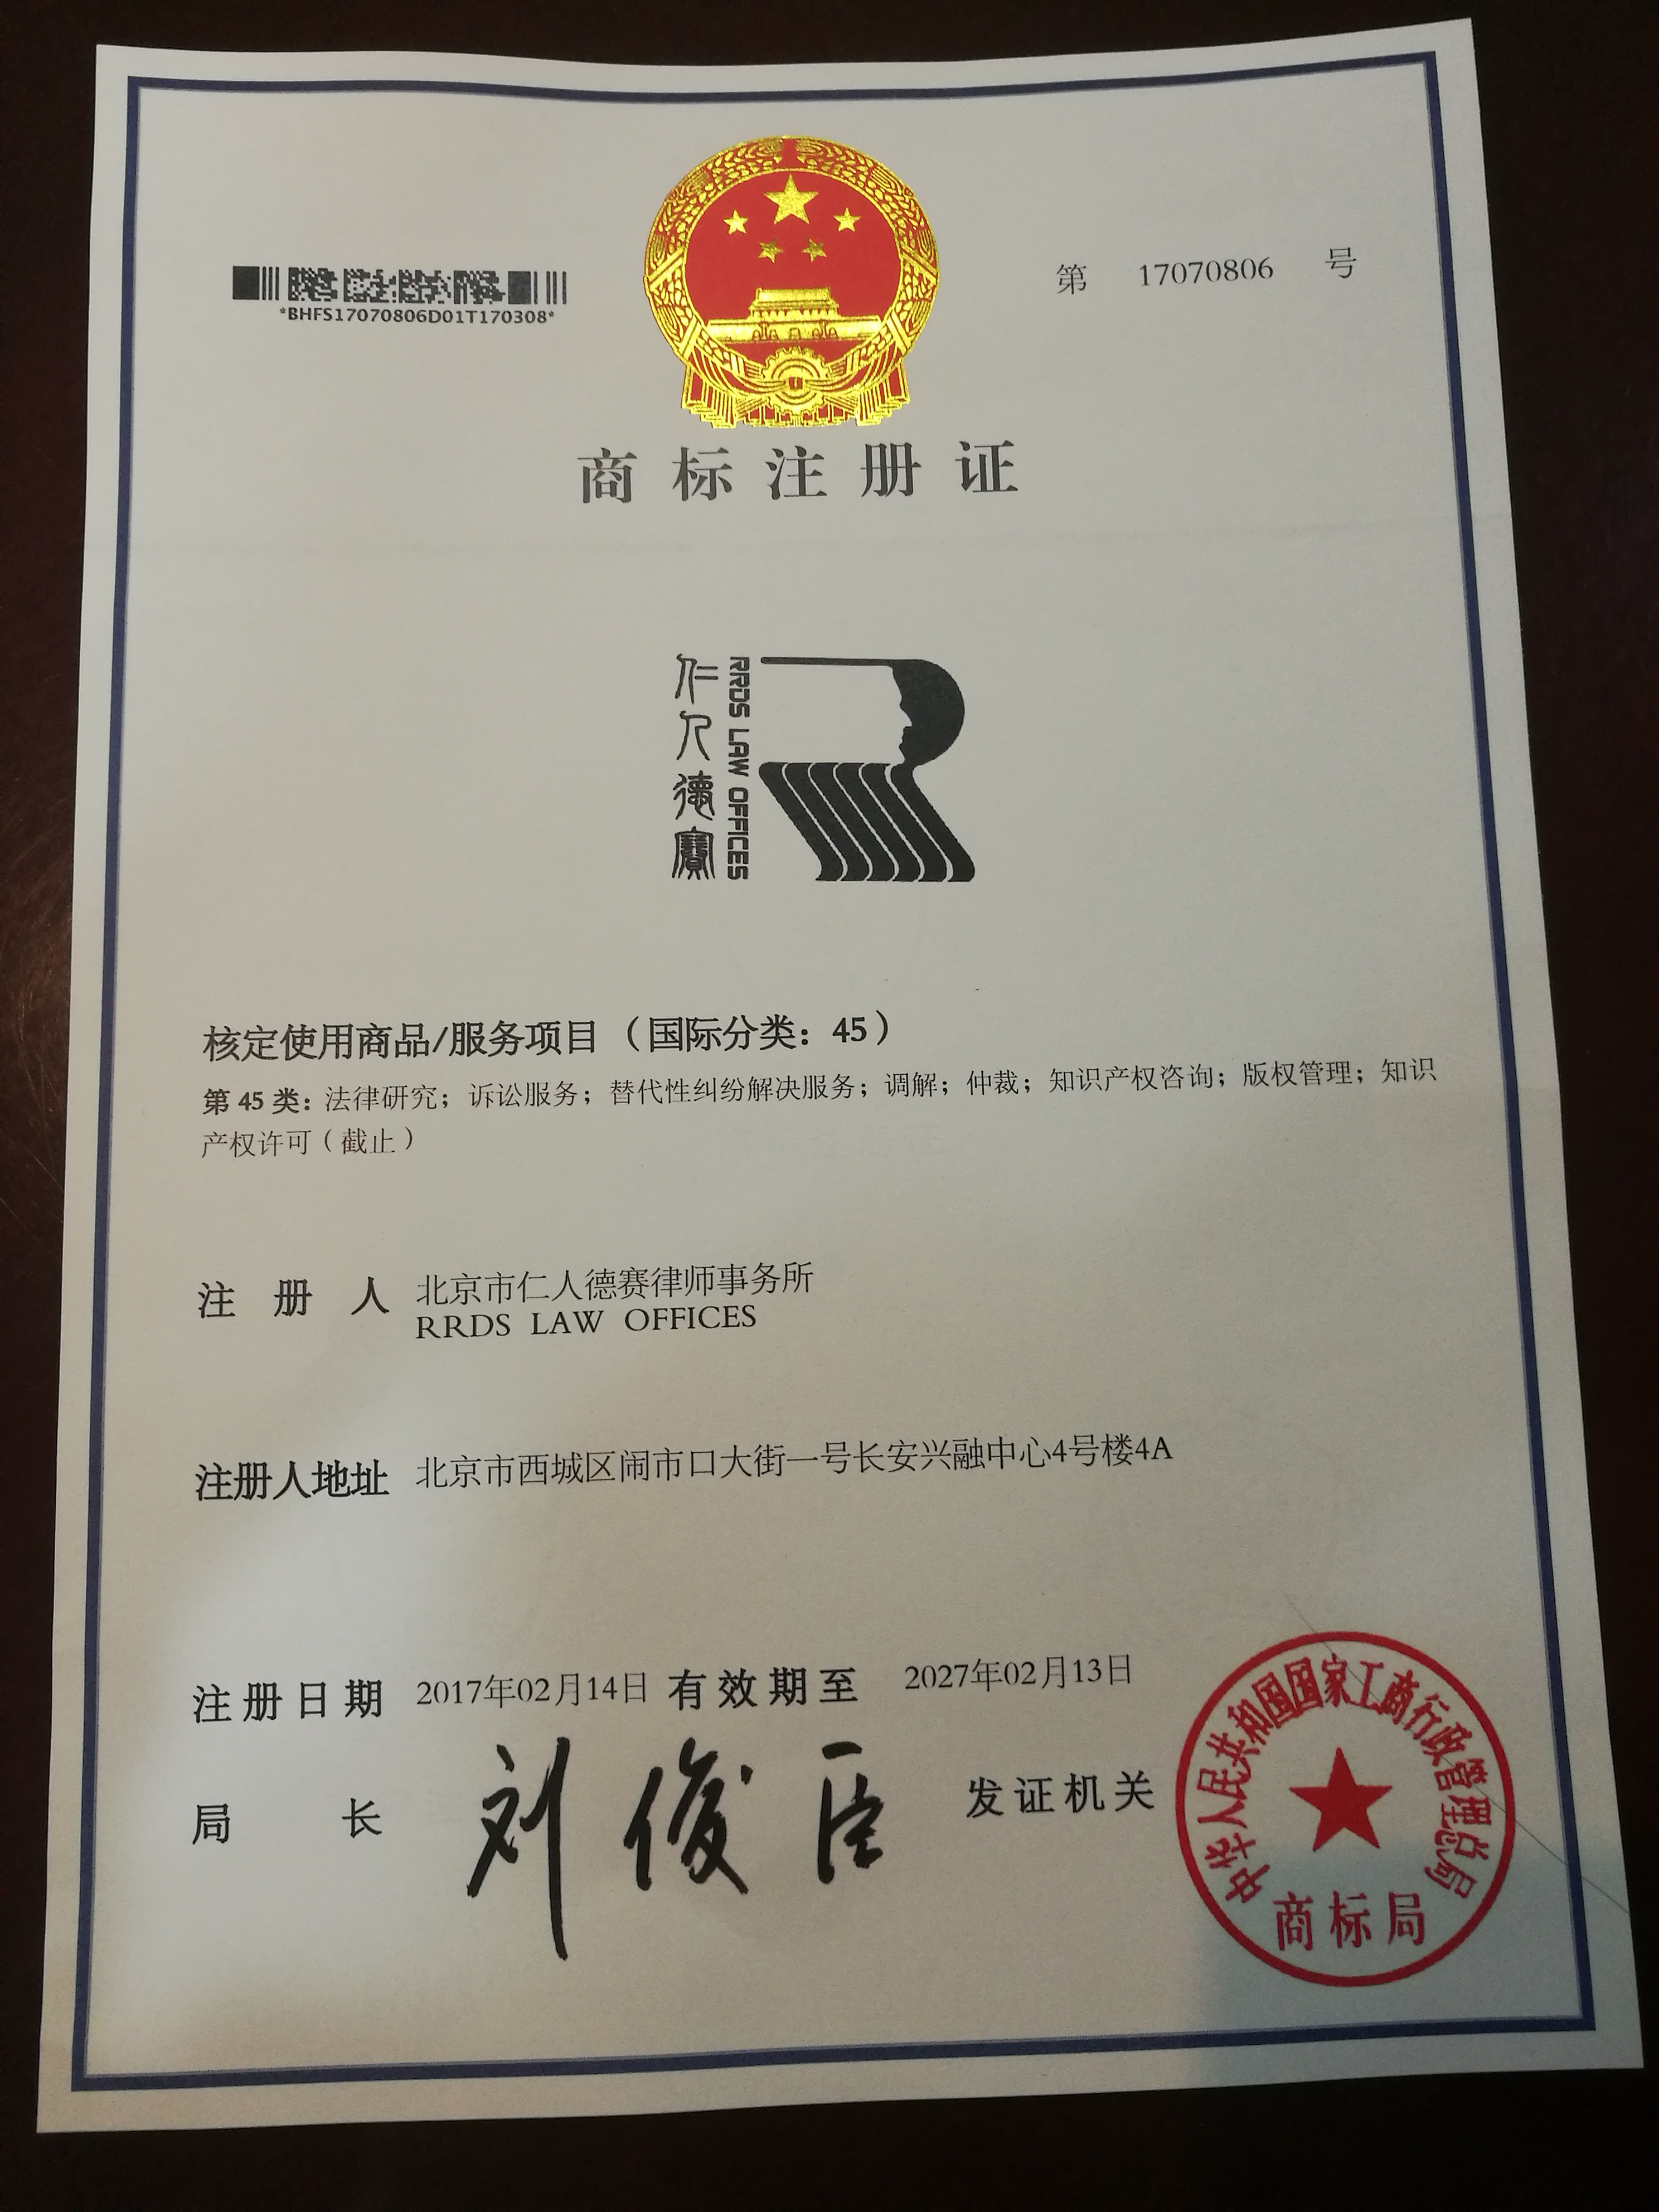 第 17070806 号
*BHFS17070806D01T170308*
商标注册证
仁人德賽
RRDS LAW OFFICES
核定使用商品/服务项目（国际分类：45）
第 45 类：法律研究；诉讼服务；替代性纠纷解决服务；调解；仲裁；知识产权咨询；版权管理；知识
产权许可（截止）
注册人 北京市仁人德赛律师事务所
RRDS LAW OFFICES
注册人地址 北京市西城区闹市口大街一号长安兴融中心4号楼4A
注册日期 2017年02月14日 有效期至 2027年02月13日
局长 刘俊臣 发证机关
中华人民共和国国家工商行政管理总局
商标局